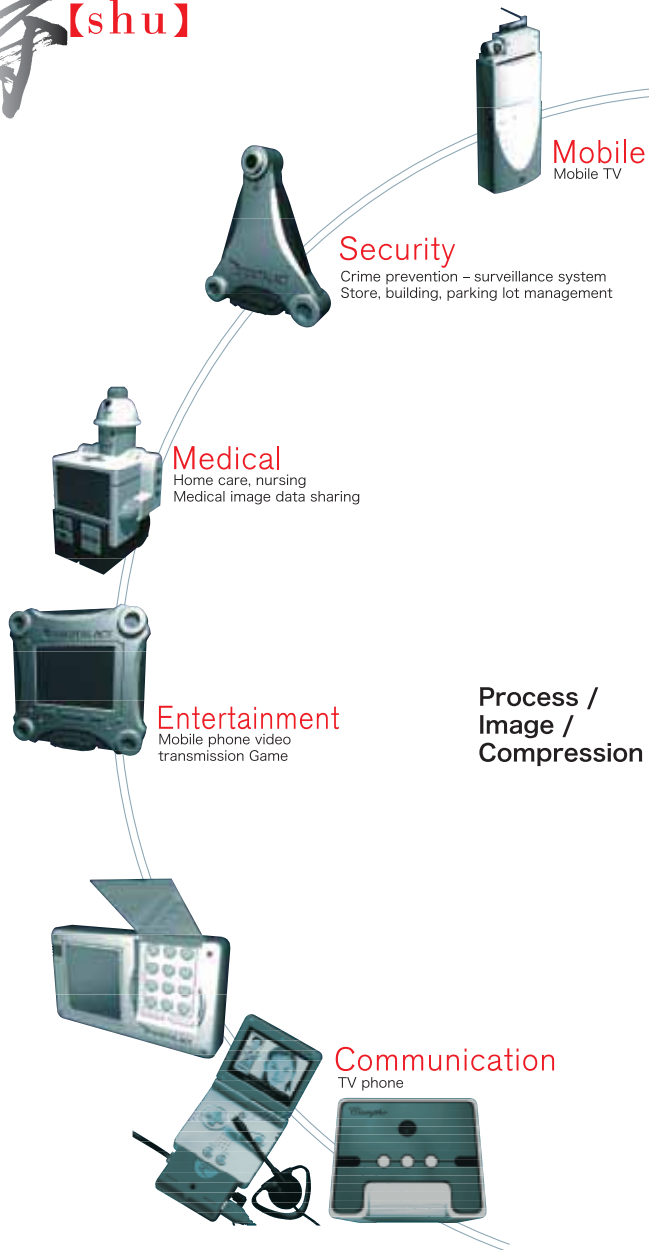 【shu】
Mobile
Mobile TV
Security
Crime prevention – surveillance system
Store, building, parking lot management
Medical
Home care, nursing
Medical image data sharing
Entertainment
Mobile phone video
transmission Game
Process /
Image /
Compression
Communication
TV phone
Campho